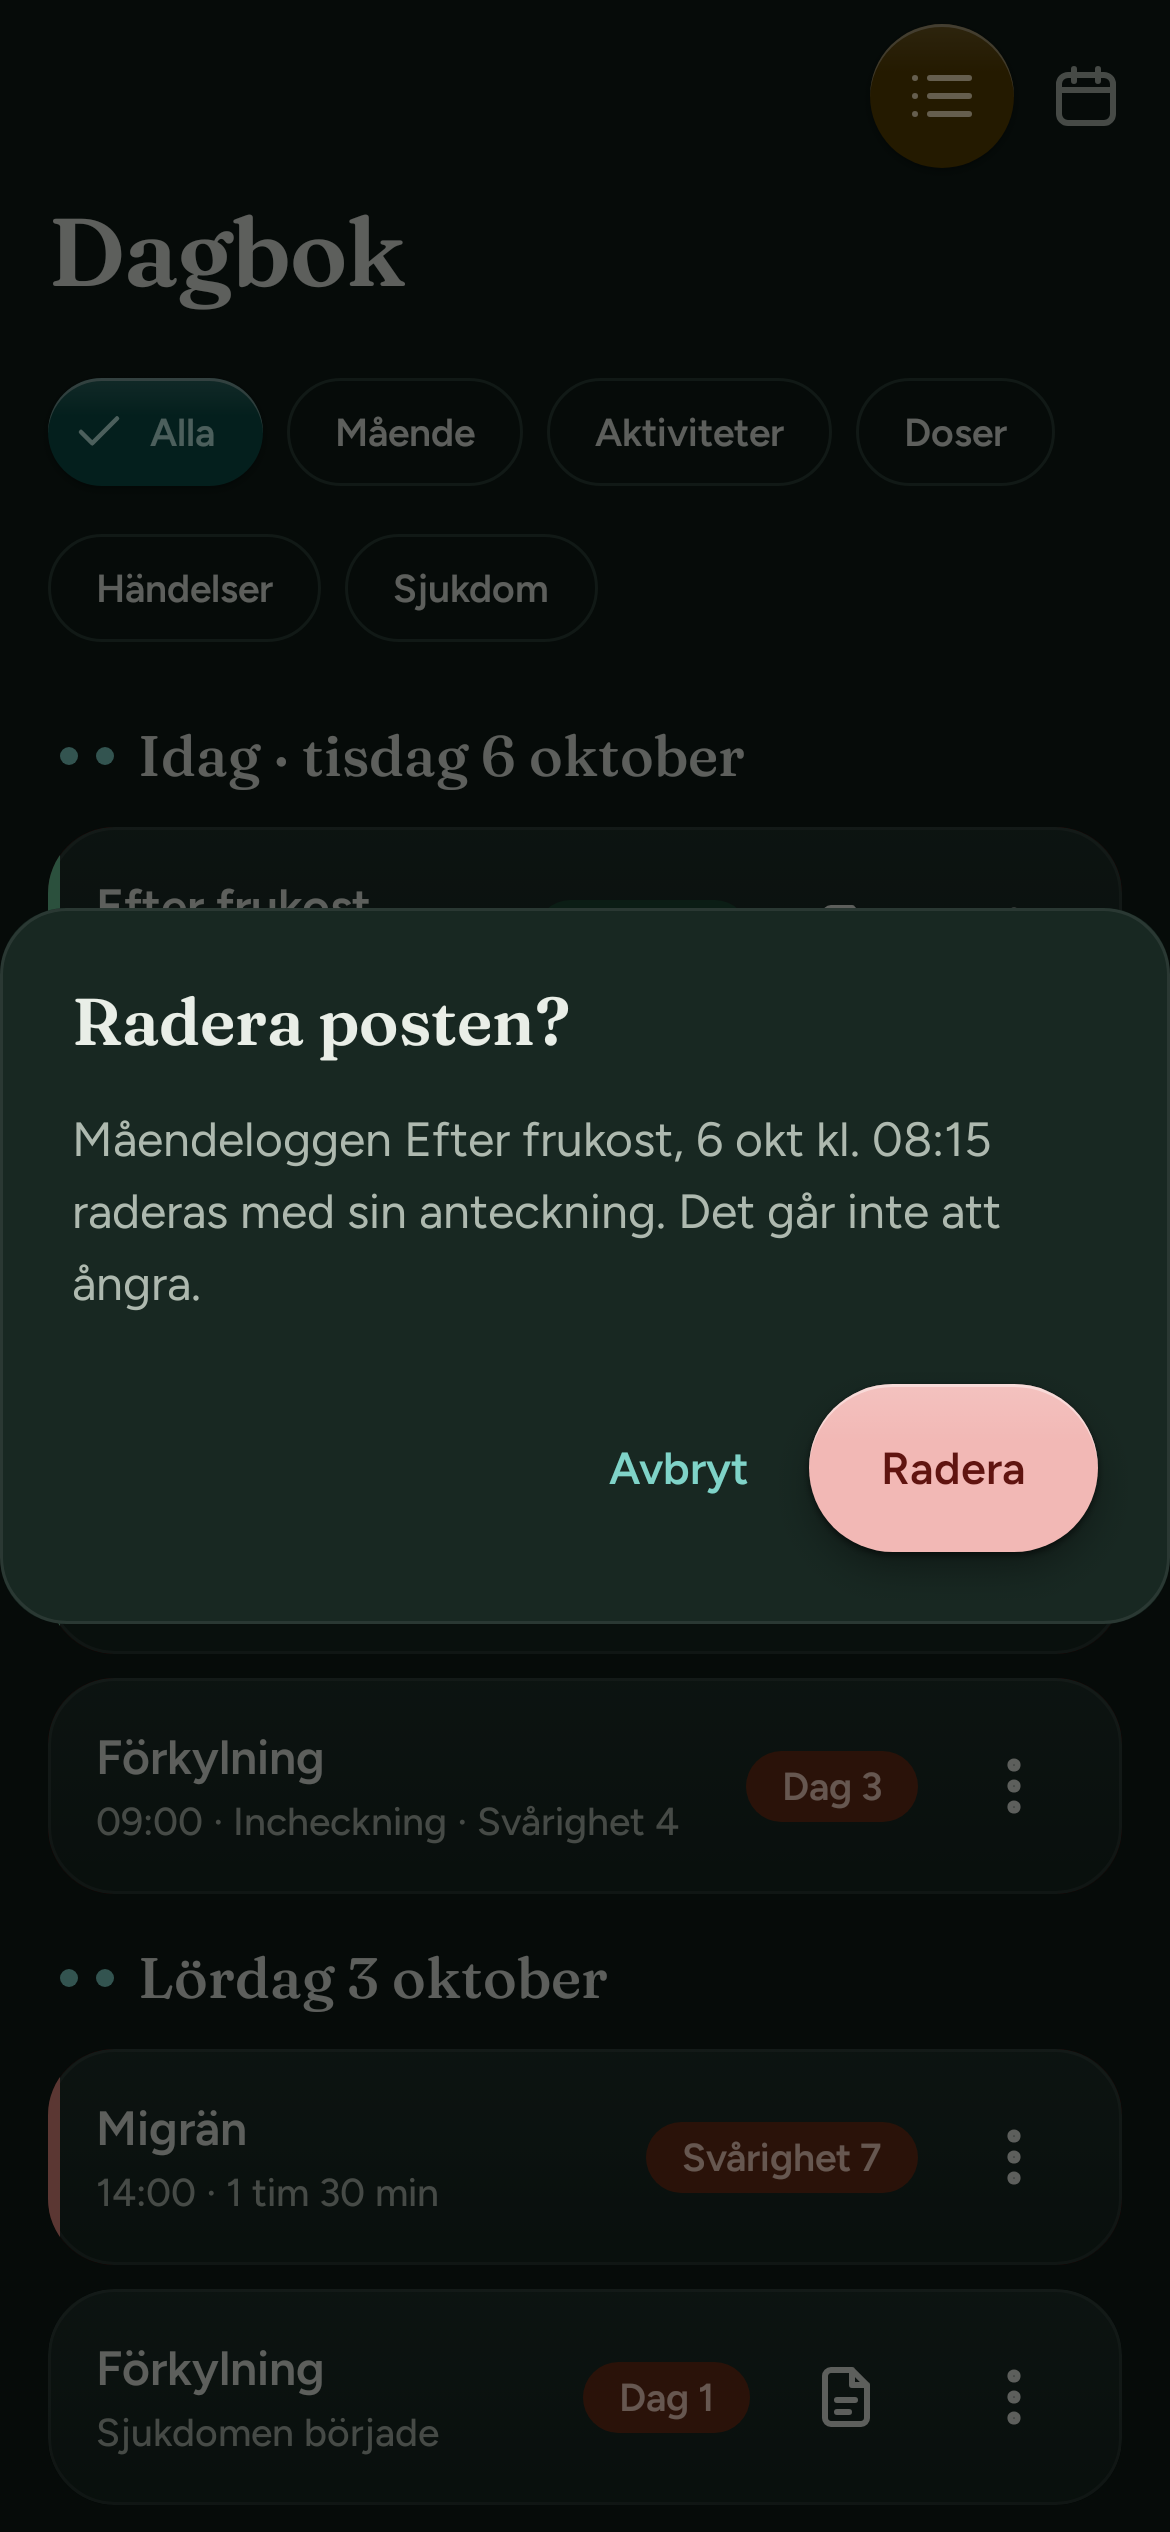 Dagbok
Alla
Mående
Aktiviteter
Doser
Händelser
Sjukdom
Idag · tisdag 6 oktober
Efter frukost
Radera posten?
Måendeloggen Efter frukost, 6 okt kl. 08:15
raderas med sin anteckning. Det går inte att
ångra.
Avbryt
Radera
Förkylning
Dag 3
09:00 · Incheckning · Svårighet 4
Lördag 3 oktober
Migrän
Svårighet 7
14:00 · 1 tim 30 min
Förkylning
Dag 1
Sjukdomen började